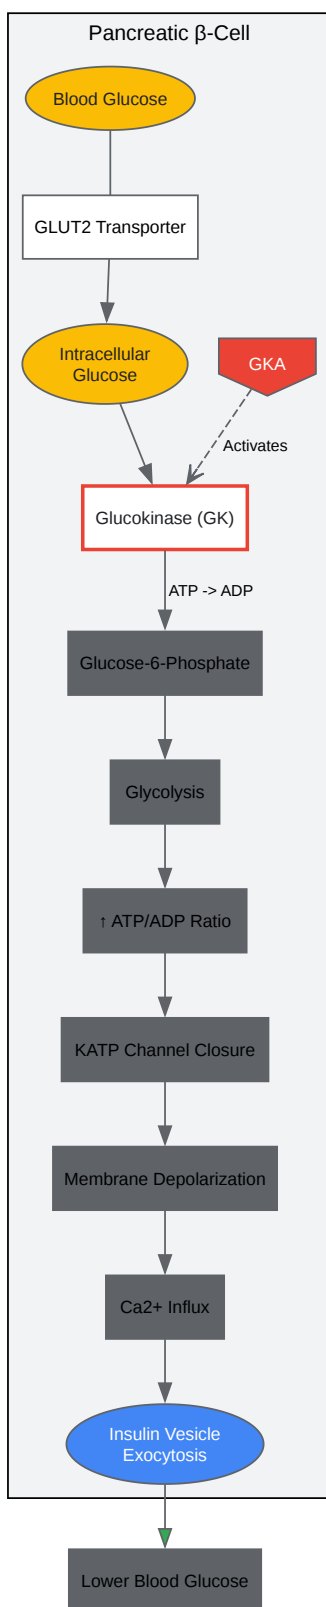 Pancreatic β-Cell
Blood Glucose
GLUT2 Transporter
Intracellular
Glucose
GKA
Activates
Glucokinase (GK)
ATP -> ADP
Glucose-6-Phosphate
Glycolysis
↑ ATP/ADP Ratio
KATP Channel Closure
Membrane Depolarization
Ca2+ Influx
Insulin Vesicle
Exocytosis
Lower Blood Glucose